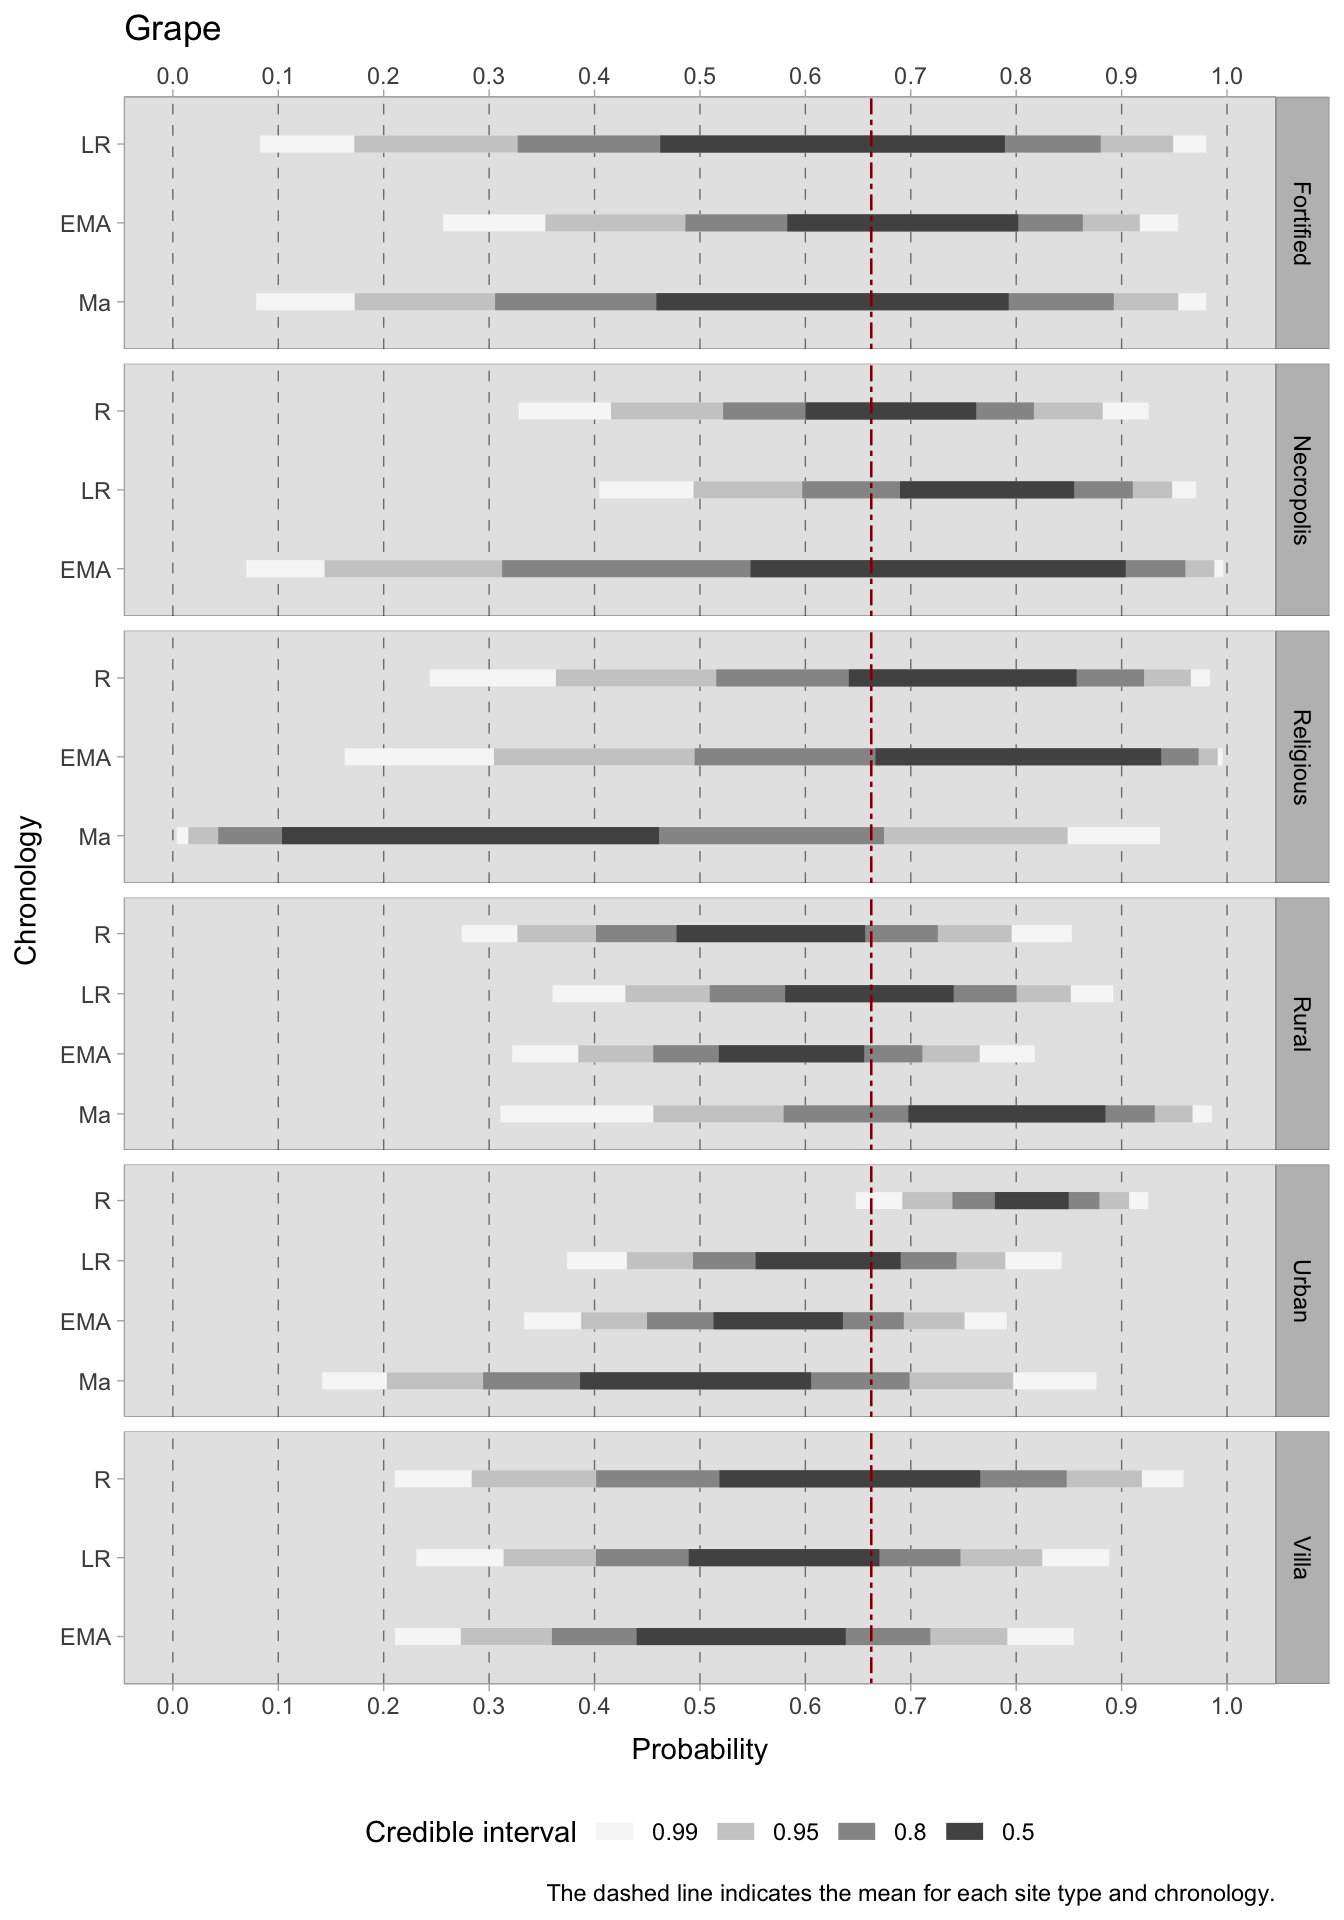 Grape
0.0 0.1 0.2 0.3 0.4 0.5 0.6 0.7 0.8 0.9 1.0
LR
EMA
Ma
Fortified
R
LR
EMA
Necropolis
R
EMA
Ma
Religious
Chronology
R
LR
EMA
Ma
Rural
R
LR
EMA
Ma
Urban
R
LR
EMA
Villa
0.0 0.1 0.2 0.3 0.4 0.5 0.6 0.7 0.8 0.9 1.0
Probability
Credible interval 0.99 0.95 0.8 0.5
The dashed line indicates the mean for each site type and chronology.